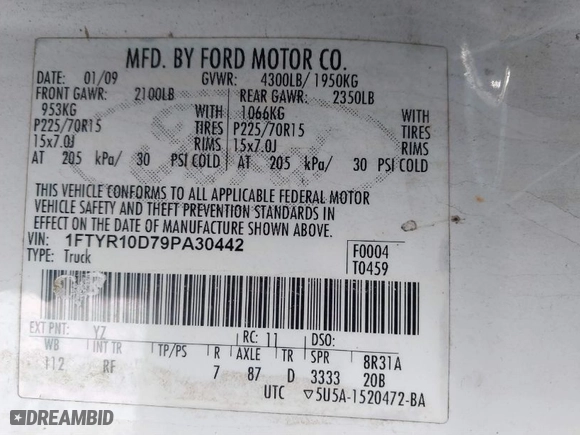 MFD. BY FORD MOTOR CO.
DATE: 01/09 GVWR: 4300LB/ 1950KG
FRONT GAWR: 2100LB REAR GAWR: 2350LB
953KG WITH 1066KG WITH
P225/70R15 TIRES P225/70R15 TIRES
15x7.0J RIMS 15x7.0J RIMS
AT 205 kPa/ 30 PSI COLD AT 205 kPa/ 30 PSI COLD
THIS VEHICLE CONFORMS TO ALL APPLICABLE FEDERAL MOTOR
VEHICLE SAFETY AND THEFT PREVENTION STANDARDS IN
EFFECT ON THE DATE OF MANUFACTURE SHOWN ABOVE.
VIN: 1FTYR10D79PA30442 F0004
TYPE: Truck T0459
EXT PNT: YZ RC: 11 DSO:
WB INT TR TP/PS R AXLE TR SPR 8R31A
112 RF 7 87 D 3333 20B
UTC ▽5U5A-1520472-BA
DREAMBID